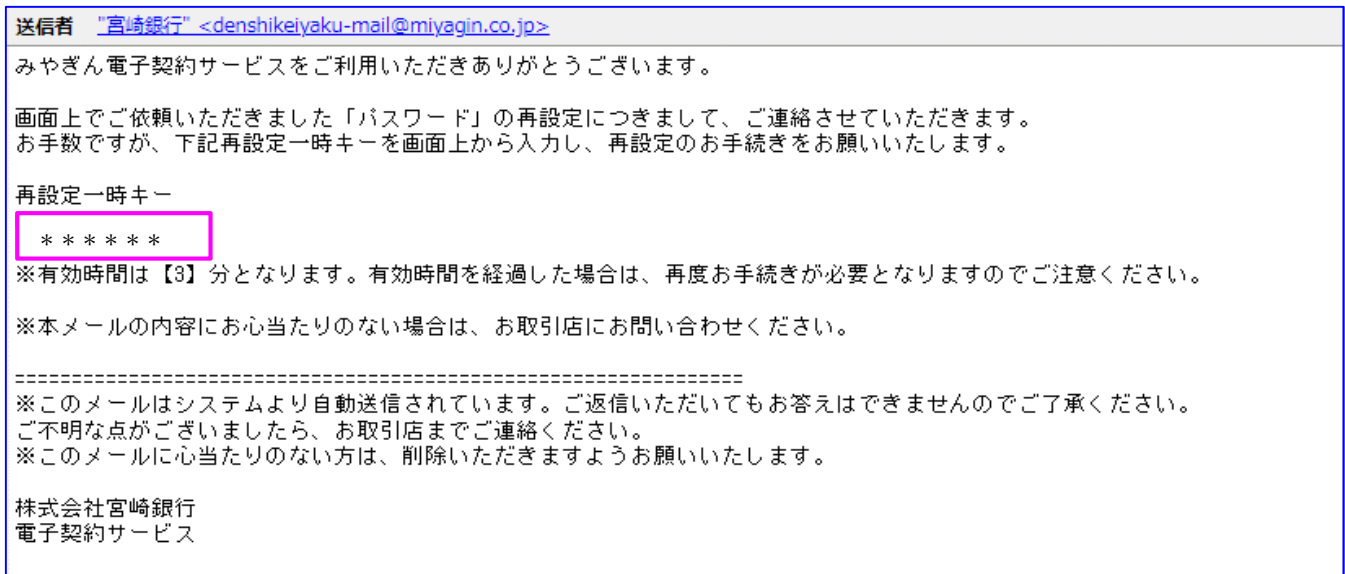 送信者 "宮崎銀行" <denshikeiyaku-mail@miyagin.co.jp>
みやぎん電子契約サービスをご利用いただきありがとうございます。
画面上でご依頼いただきました「パスワード」の再設定につきまして、ご連絡させていただきます。
お手数ですが、下記再設定一時キーを画面上から入力し、再設定のお手続きをお願いいたします。
再設定一時キー
＊＊＊＊＊＊
※有効時間は【3】分となります。有効時間を経過した場合は、再度お手続きが必要となりますのでご注意ください。
※本メールの内容にお心当たりのない場合は、お取引店にお問い合わせください。
================================================================
※このメールはシステムより自動送信されています。ご返信いただいてもお答えはできませんのでご了承ください。
ご不明な点がございましたら、お取引店までご連絡ください。
※このメールに心当たりのない方は、削除いただきますようお願いいたします。
株式会社宮崎銀行
電子契約サービス